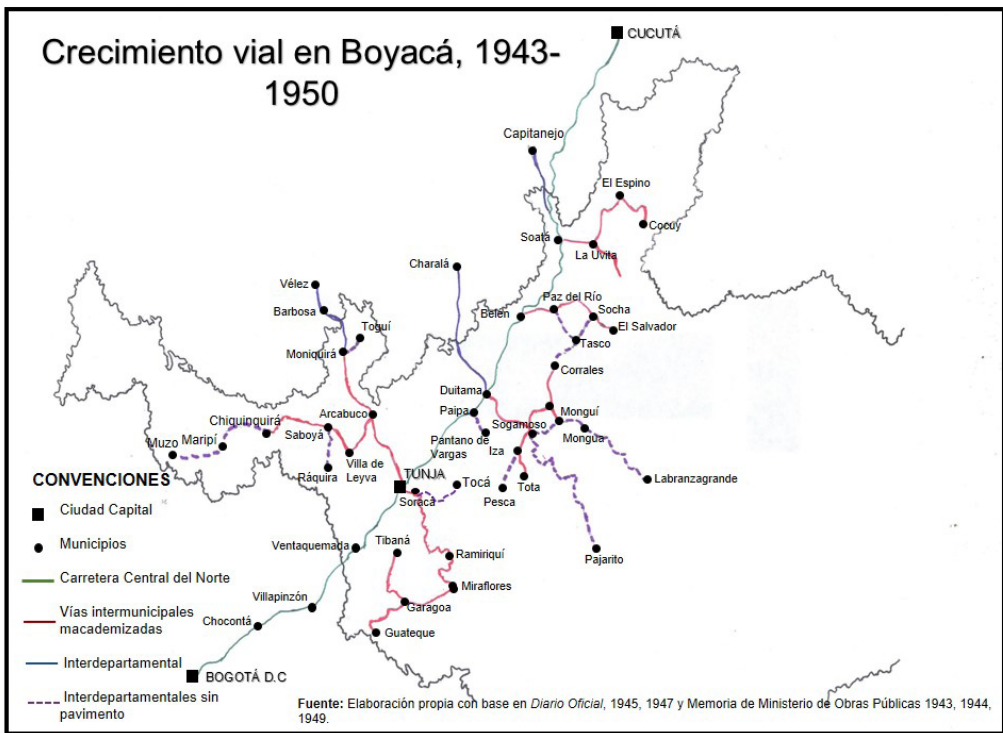 Crecimiento vial en Boyacá, 1943-
1950
CUCUTÁ
Capitanejo
El Espino
Cocuy
Soatá
La Uvita
Charalá
Vélez
Barbosa
Toguí
Moniquirá
Paz del Río
Socha
Belén
El Salvador
Tasco
Corrales
Duitama
Paipa
Arcabuco
Chiquinquirá
Saboyá
Muzo
Maripí
Sogamoso
Monguí
Mongua
Pantano de
Vargas
Iza
Villa de
Leyva
Ráquira
TUNJA
Tocá
Soracá
Pesca
Tota
Labranzagrande
Ventaquemada
Tibaná
Ramiriquí
Pajarito
Miraflores
Villapinzón
Garagoa
Chocontá
Guateque
BOGOTÁ D.C
CONVENCIONES
Ciudad Capital
Municipios
Carretera Central del Norte
Vías intermunicipales
macademizadas
Interdepartamental
Interdepartamentales sin
pavimento
Fuente: Elaboración propia con base en Diario Oficial, 1945, 1947 y Memoria de Ministerio de Obras Públicas 1943, 1944,
1949.